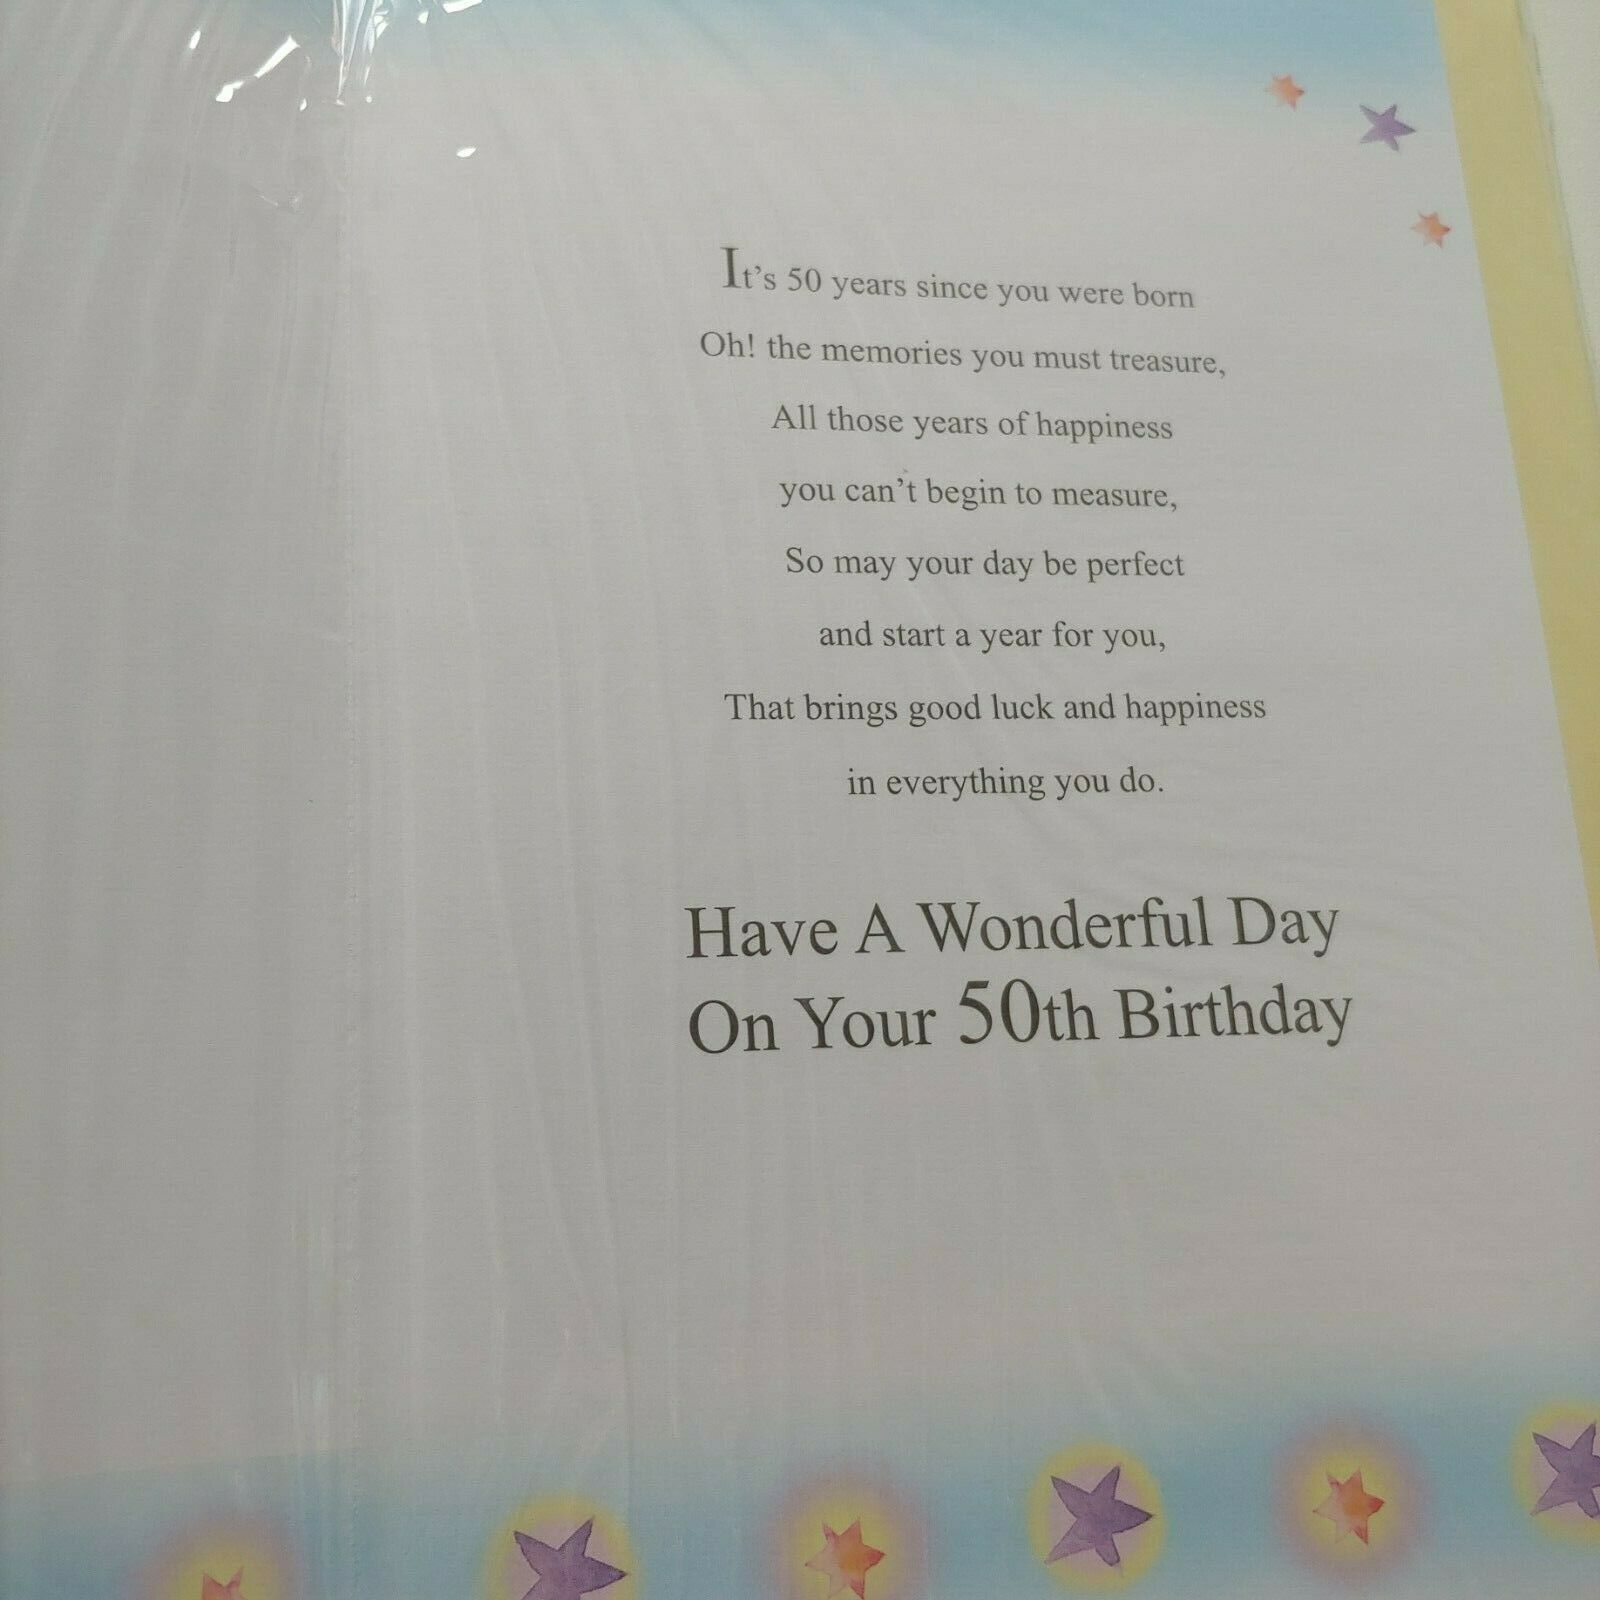 It's 50 years since you were born
Oh! the memories you must treasure,
All those years of happiness
you can't begin to measure,
So may your day be perfect
and start a year for you,
That brings good luck and happiness
in everything you do.
Have A Wonderful Day
On Your 50th Birthday